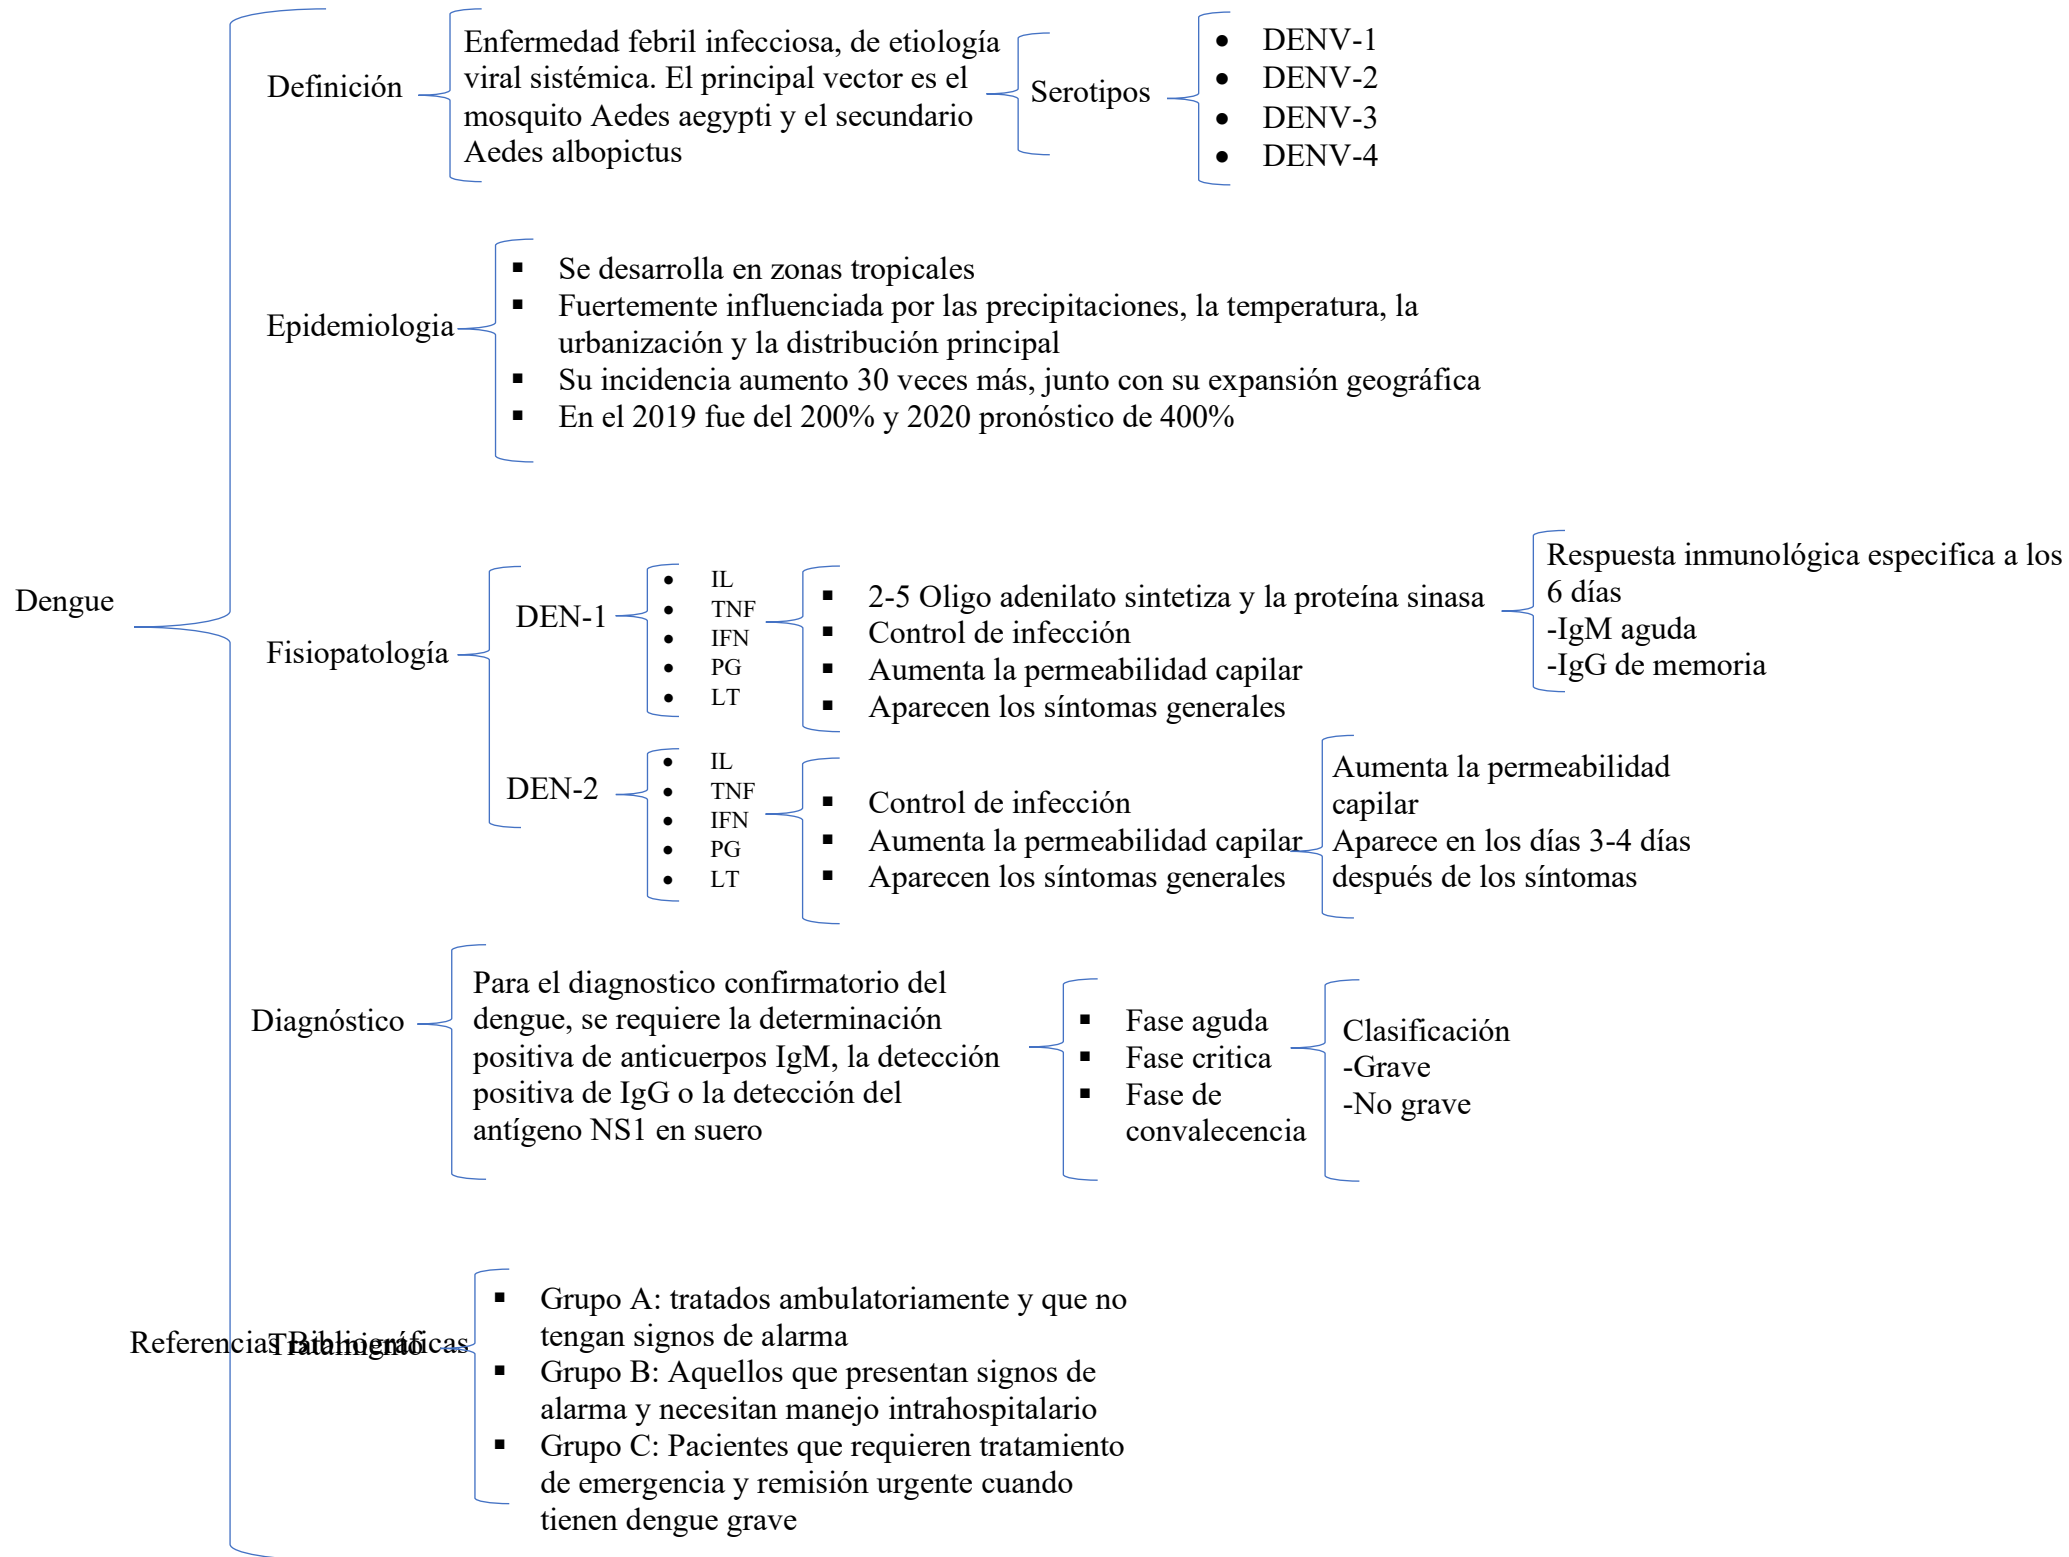 Dengue
Definición
Enfermedad febril infecciosa, de etiología
viral sistémica. El principal vector es el
mosquito Aedes aegypti y el secundario
Aedes albopictus
Serotipos
• DENV-1
• DENV-2
• DENV-3
• DENV-4
Epidemiologia
▪ Se desarrolla en zonas tropicales
▪ Fuertemente influenciada por las precipitaciones, la temperatura, la
urbanización y la distribución principal
▪ Su incidencia aumento 30 veces más, junto con su expansión geográfica
▪ En el 2019 fue del 200% y 2020 pronóstico de 400%
Fisiopatología
DEN-1
• IL
• TNF
• IFN
• PG
• LT
▪ 2-5 Oligo adenilato sintetiza y la proteína sinasa
▪ Control de infección
▪ Aumenta la permeabilidad capilar
▪ Aparecen los síntomas generales
Respuesta inmunológica especifica a los
6 días
-IgM aguda
-IgG de memoria
DEN-2
• IL
• TNF
• IFN
• PG
• LT
▪ Control de infección
▪ Aumenta la permeabilidad capilar
▪ Aparecen los síntomas generales
Aumenta la permeabilidad
capilar
Aparece en los días 3-4 días
después de los síntomas
Diagnóstico
Para el diagnostico confirmatorio del
dengue, se requiere la determinación
positiva de anticuerpos IgM, la detección
positiva de IgG o la detección del
antígeno NS1 en suero
▪ Fase aguda
▪ Fase critica
▪ Fase de
convalecencia
Clasificación
-Grave
-No grave
Referencias Bibliográficas
Tratamiento
▪ Grupo A: tratados ambulatoriamente y que no
tengan signos de alarma
▪ Grupo B: Aquellos que presentan signos de
alarma y necesitan manejo intrahospitalario
▪ Grupo C: Pacientes que requieren tratamiento
de emergencia y remisión urgente cuando
tienen dengue grave